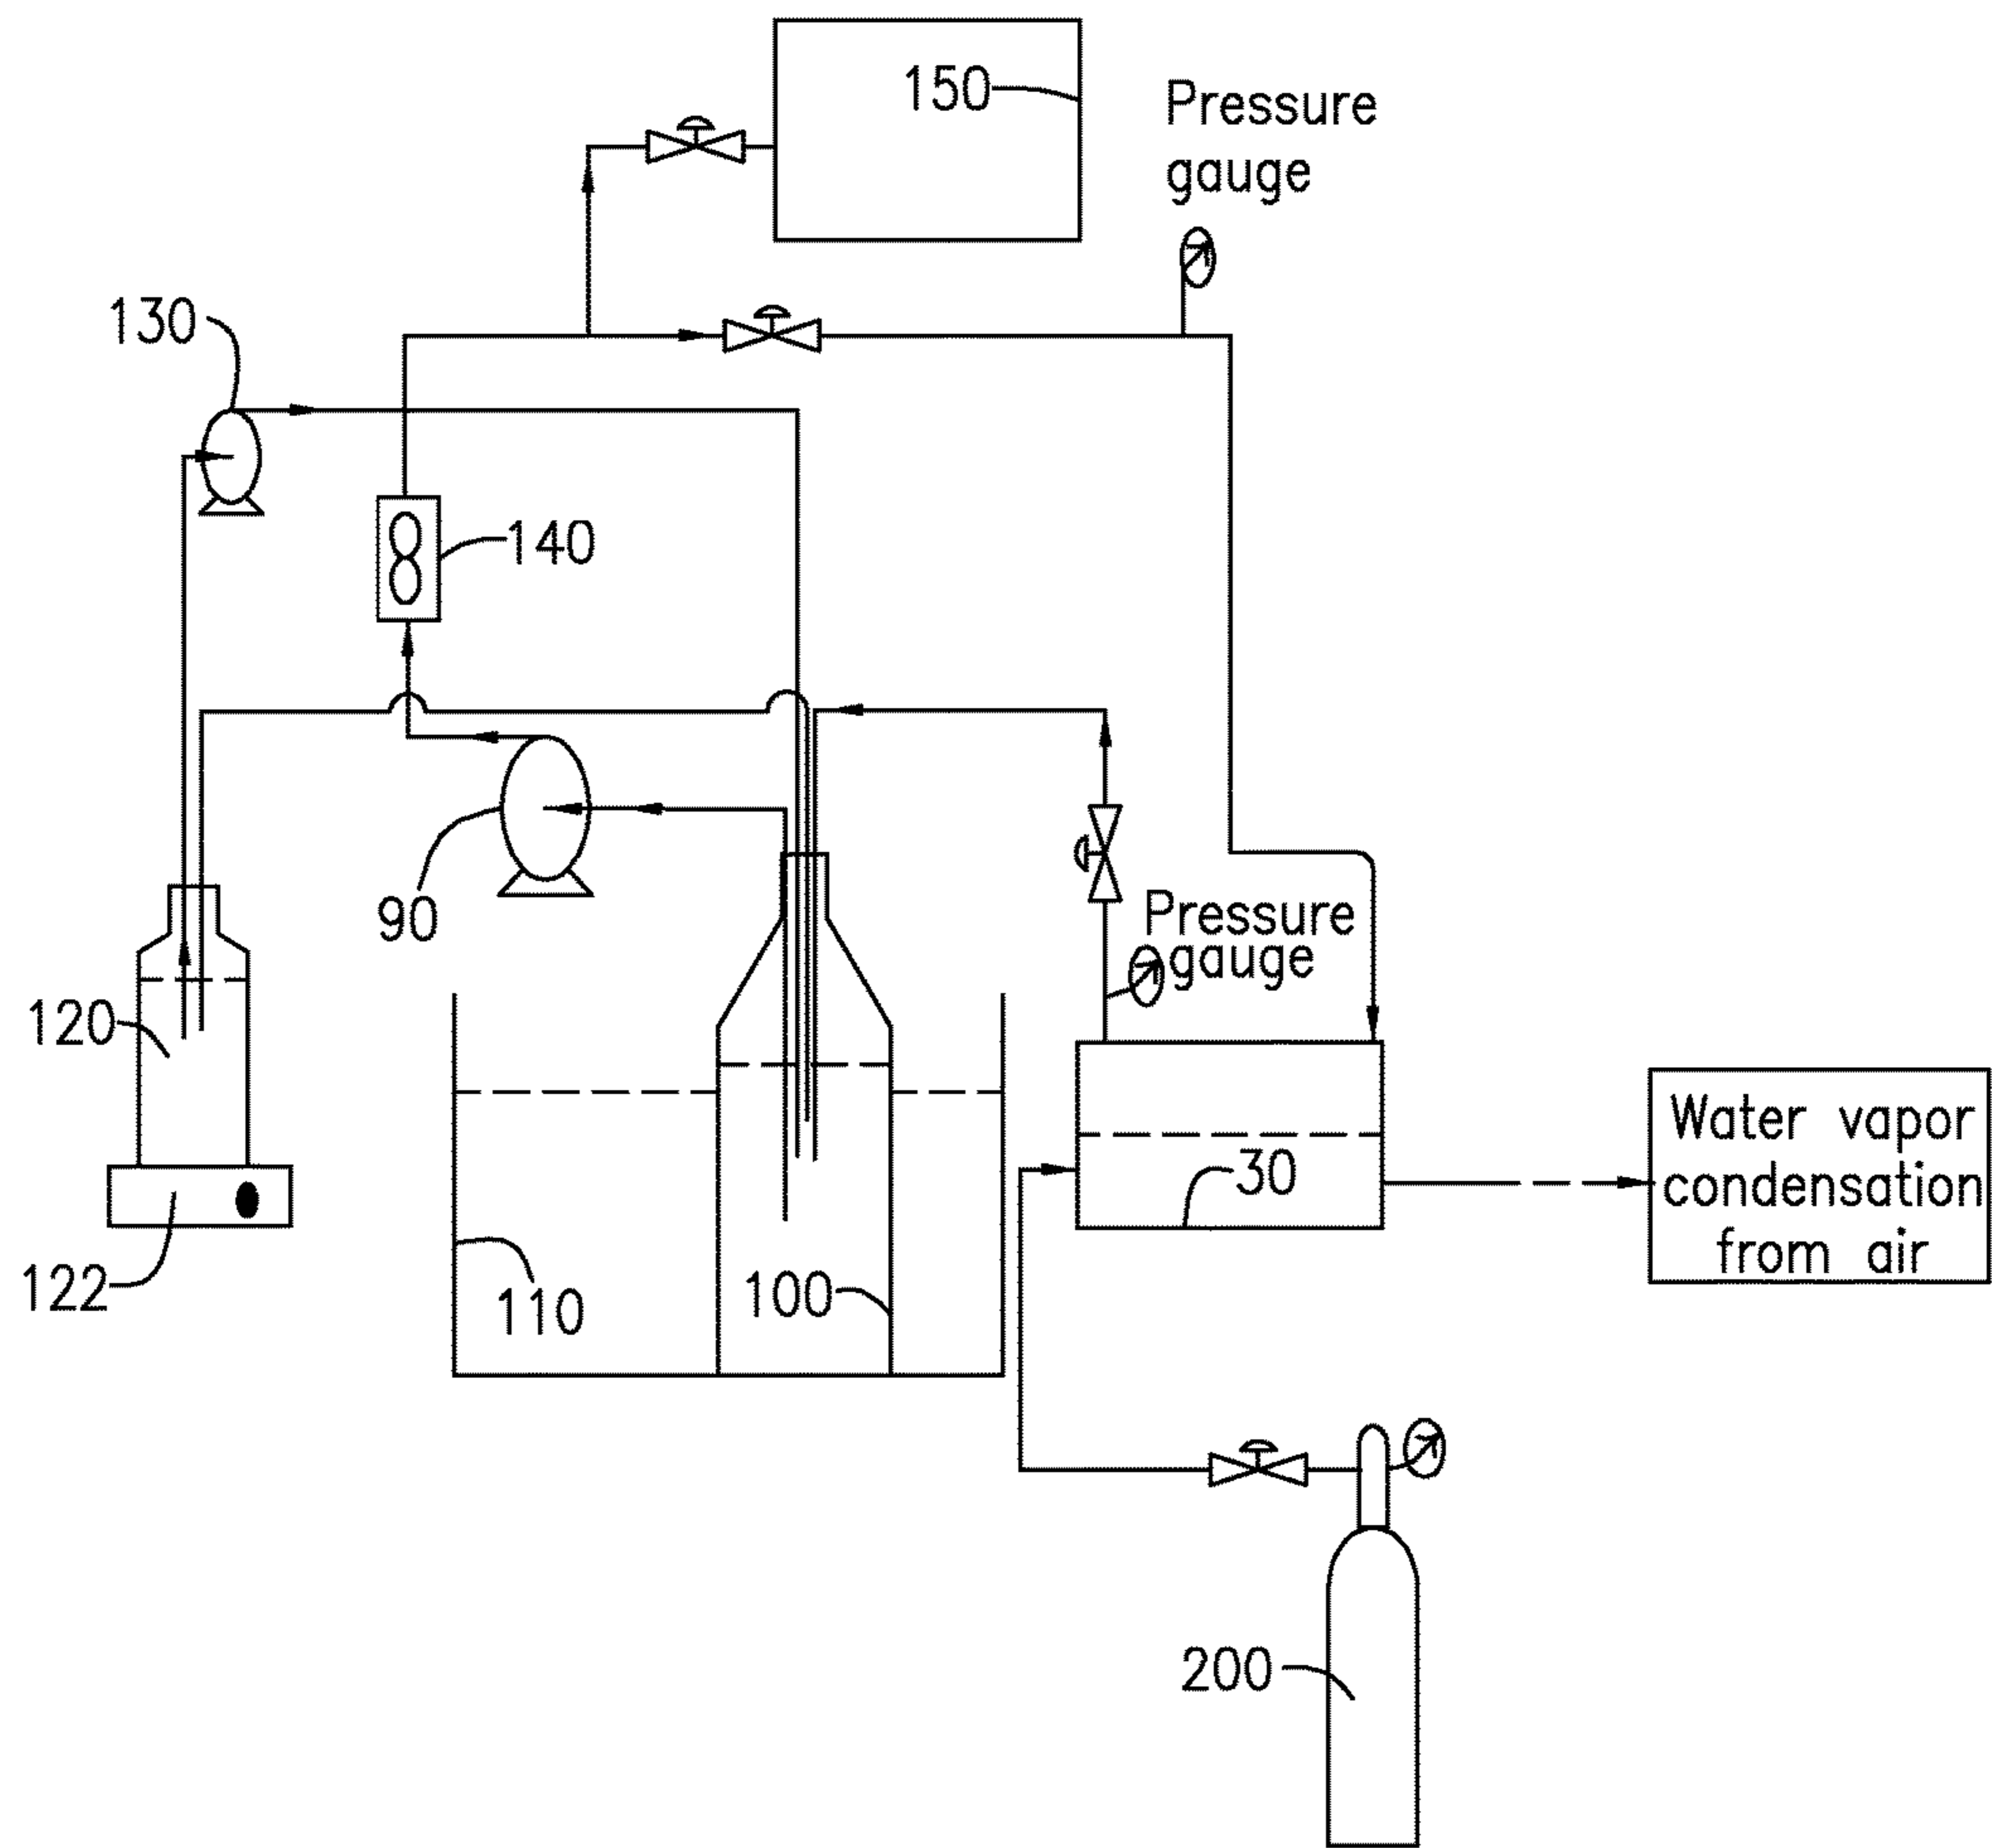 150
Pressure
gauge
130
140
90
Pressure
gauge
120
30
Water vapor
condensation
from air
122
110
100
200